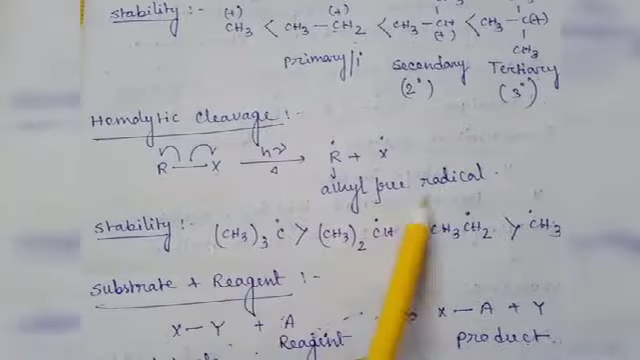 stability :- (+) CH₃ < CH₃ – (+) CH₂ < CH₃ – CH (+) < CH₃ – C(+)
CH₃
primary/1° secondary Tertiary
(2°) (3°)
Homolytic cleavage :-
R — X hν → Δ Ṙ + ẋ
alkyl free radical.
stability :- (CH₃)₃ Ċ > (CH₃)₂ ĊH CH₃ĊH₂ > ĊH₃
Substrate + Reagent :-
X – Y + A → X – A + Y
Reagent product.